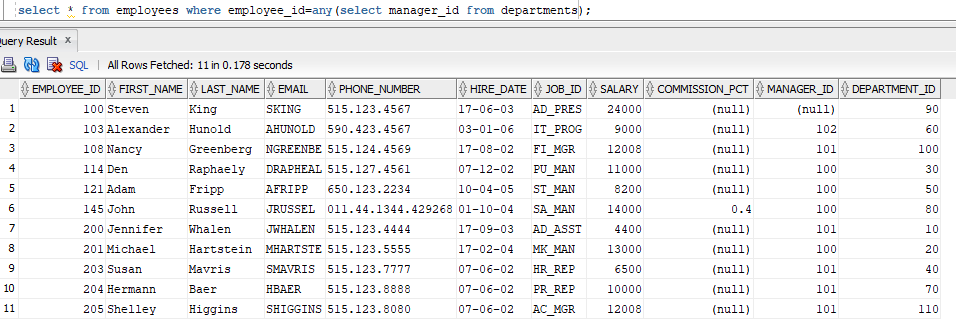 select * from employees where employee_id=any(select manager_id from departments);
Query Result x
SQL | All Rows Fetched: 11 in 0.178 seconds
EMPLOYEE_ID FIRST_NAME LAST_NAME EMAIL PHONE_NUMBER HIRE_DATE JOB_ID SALARY COMMISSION_PCT MANAGER_ID DEPARTMENT_ID
1 100 Steven King SKING 515.123.4567 17-06-03 AD_PRES 24000 (null) (null) 90
2 103 Alexander Hunold AHUNOLD 590.423.4567 03-01-06 IT_PROG 9000 (null) 102 60
3 108 Nancy Greenberg NGREENBE 515.124.4569 17-08-02 FI_MGR 12008 (null) 101 100
4 114 Den Raphaely DRAPHEAL 515.127.4561 07-12-02 PU_MAN 11000 (null) 100 30
5 121 Adam Fripp AFRIPP 650.123.2234 10-04-05 ST_MAN 8200 (null) 100 50
6 145 John Russell JRUSSEL 011.44.1344.429268 01-10-04 SA_MAN 14000 0.4 100 80
7 200 Jennifer Whalen JWHALEN 515.123.4444 17-09-03 AD_ASST 4400 (null) 101 10
8 201 Michael Hartstein MHARTSTE 515.123.5555 17-02-04 MK_MAN 13000 (null) 100 20
9 203 Susan Mavris SMAVRIS 515.123.7777 07-06-02 HR_REP 6500 (null) 101 40
10 204 Hermann Baer HBAER 515.123.8888 07-06-02 PR_REP 10000 (null) 101 70
11 205 Shelley Higgins SHIGGINS 515.123.8080 07-06-02 AC_MGR 12008 (null) 101 110